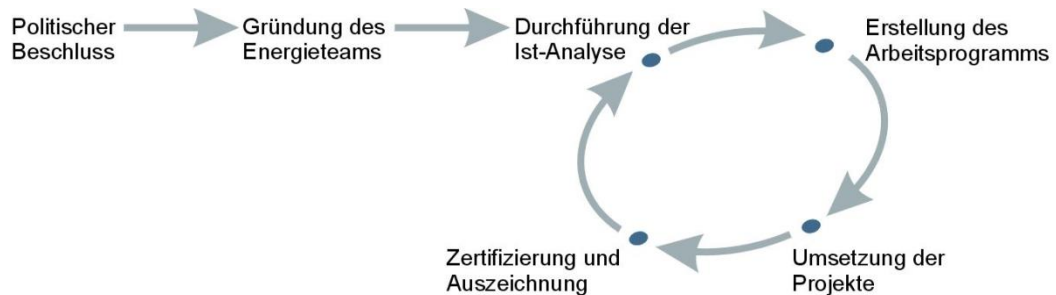 Politischer
Beschluss
Gründung des
Energieteams
Durchführung der
Ist-Analyse
Erstellung des
Arbeitsprogramms
Umsetzung der
Projekte
Zertifizierung und
Auszeichnung